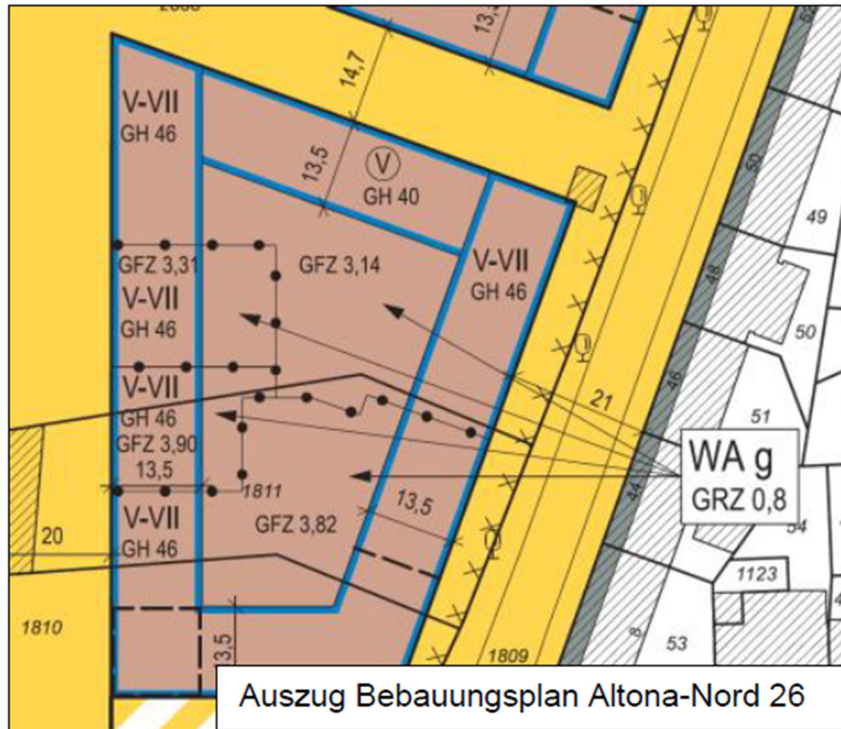 13,
52
V-VII
GH 46
14,7
13,5
V
GH 40
50
49
V-VII
GH 46
GFZ 3,31
GFZ 3,14
V-VII
GH 46
48
50
V-VII
GH 46
GFZ 3,90
13,5
46
21
51
WA g
GRZ 0,8
44
54
1811
GFZ 3,82
13,5
V-VII
GH 46
20
1123
1810
3,5
8
53
1809
Auszug Bebauungsplan Altona-Nord 26